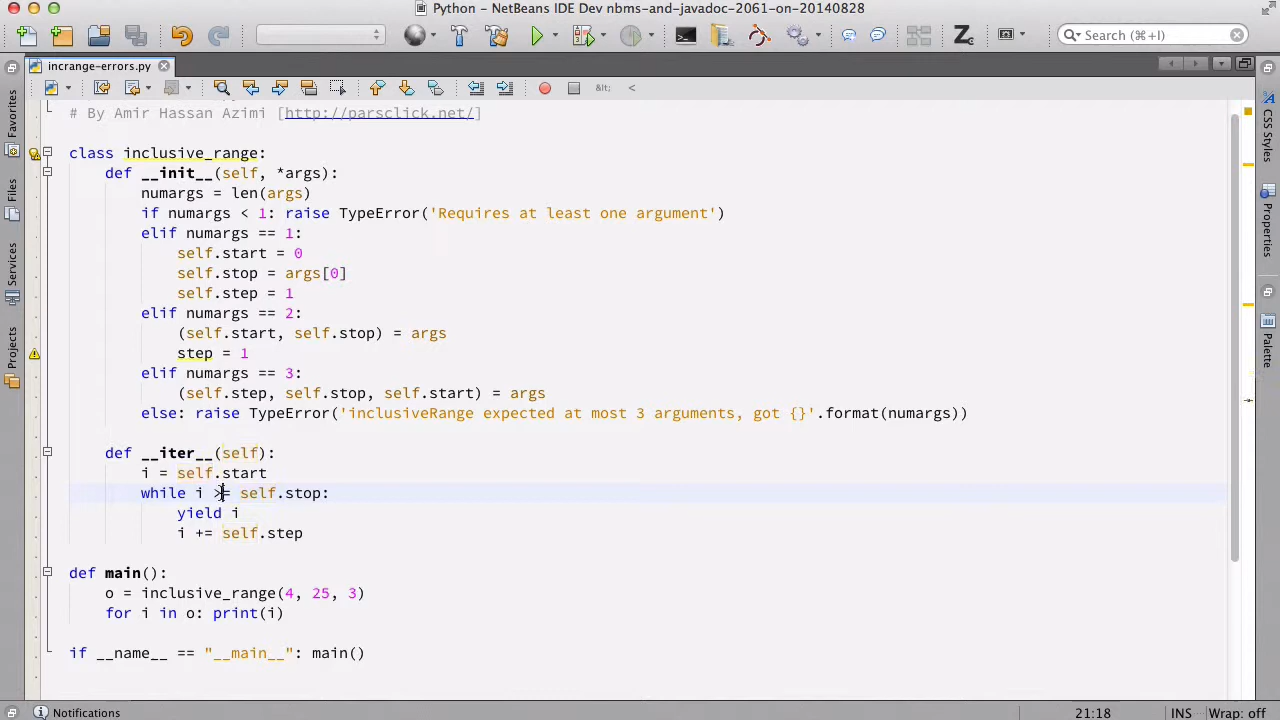 Python - NetBeans IDE Dev nbms-and-javadoc-2061-on-20140828
Search (⌘+I)
incrange-errors.py
&lt; <
# By Amir Hassan Azimi [http://parsclick.net/]
class inclusive_range:
def __init__(self, *args):
numargs = len(args)
if numargs < 1: raise TypeError('Requires at least one argument')
elif numargs == 1:
self.start = 0
self.stop = args[0]
self.step = 1
elif numargs == 2:
(self.start, self.stop) = args
step = 1
elif numargs == 3:
(self.step, self.stop, self.start) = args
else: raise TypeError('inclusiveRange expected at most 3 arguments, got {}'.format(numargs))
def __iter__(self):
i = self.start
while i >= self.stop:
yield i
i += self.step
def main():
o = inclusive_range(4, 25, 3)
for i in o: print(i)
if __name__ == "__main__": main()
Favorites
Files
Services
Projects
CSS Styles
Properties
Palette
Notifications
21:18
INS
Wrap: off